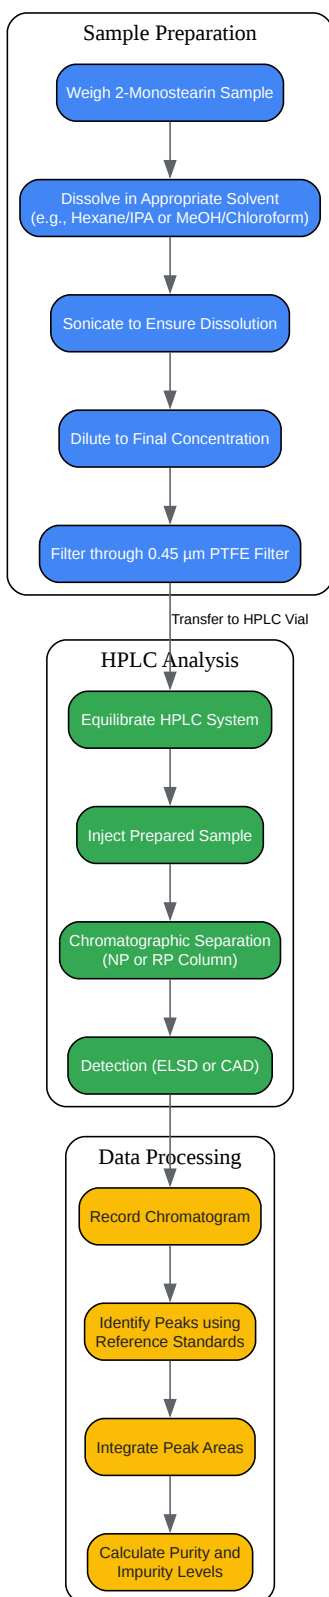 Sample Preparation
Weigh 2-Monostearin Sample
Dissolve in Appropriate Solvent
(e.g., Hexane/IPA or MeOH/Chloroform)
Sonicate to Ensure Dissolution
Dilute to Final Concentration
Filter through 0.45 µm PTFE Filter
Transfer to HPLC Vial
HPLC Analysis
Equilibrate HPLC System
Inject Prepared Sample
Chromatographic Separation
(NP or RP Column)
Detection (ELSD or CAD)
Data Processing
Record Chromatogram
Identify Peaks using
Reference Standards
Integrate Peak Areas
Calculate Purity and
Impurity Levels